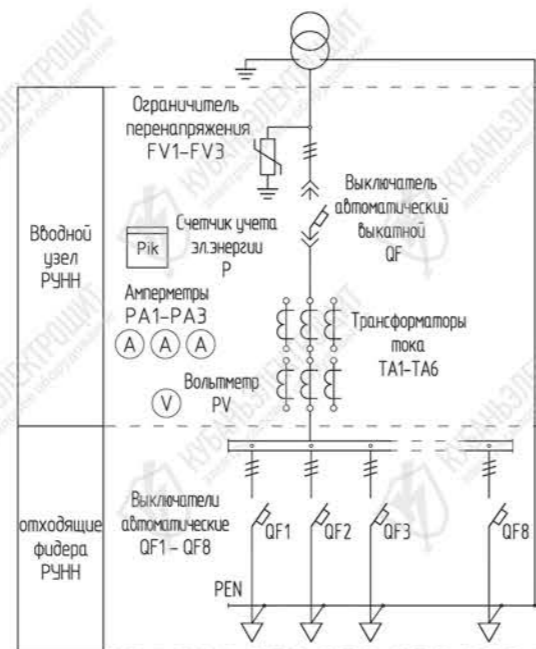 Ограничитель
перенапряжения
FV1-FV3
Выключатель
автоматический
выкатной
QF
Вводной
узел
РУНН
Pik
Счетчик учета
эл.энергии
P
Амперметры
PA1-PA3
A A A
Трансформаторы
тока
TA1-TA6
Вольтметр
PV
V
отходящие
фидера
РУНН
Выключатели
автоматические
QF1 - QF8
QF1 QF2 QF3 QF8
PEN
КУБАНЬЭЛЕКТРОЩИТ